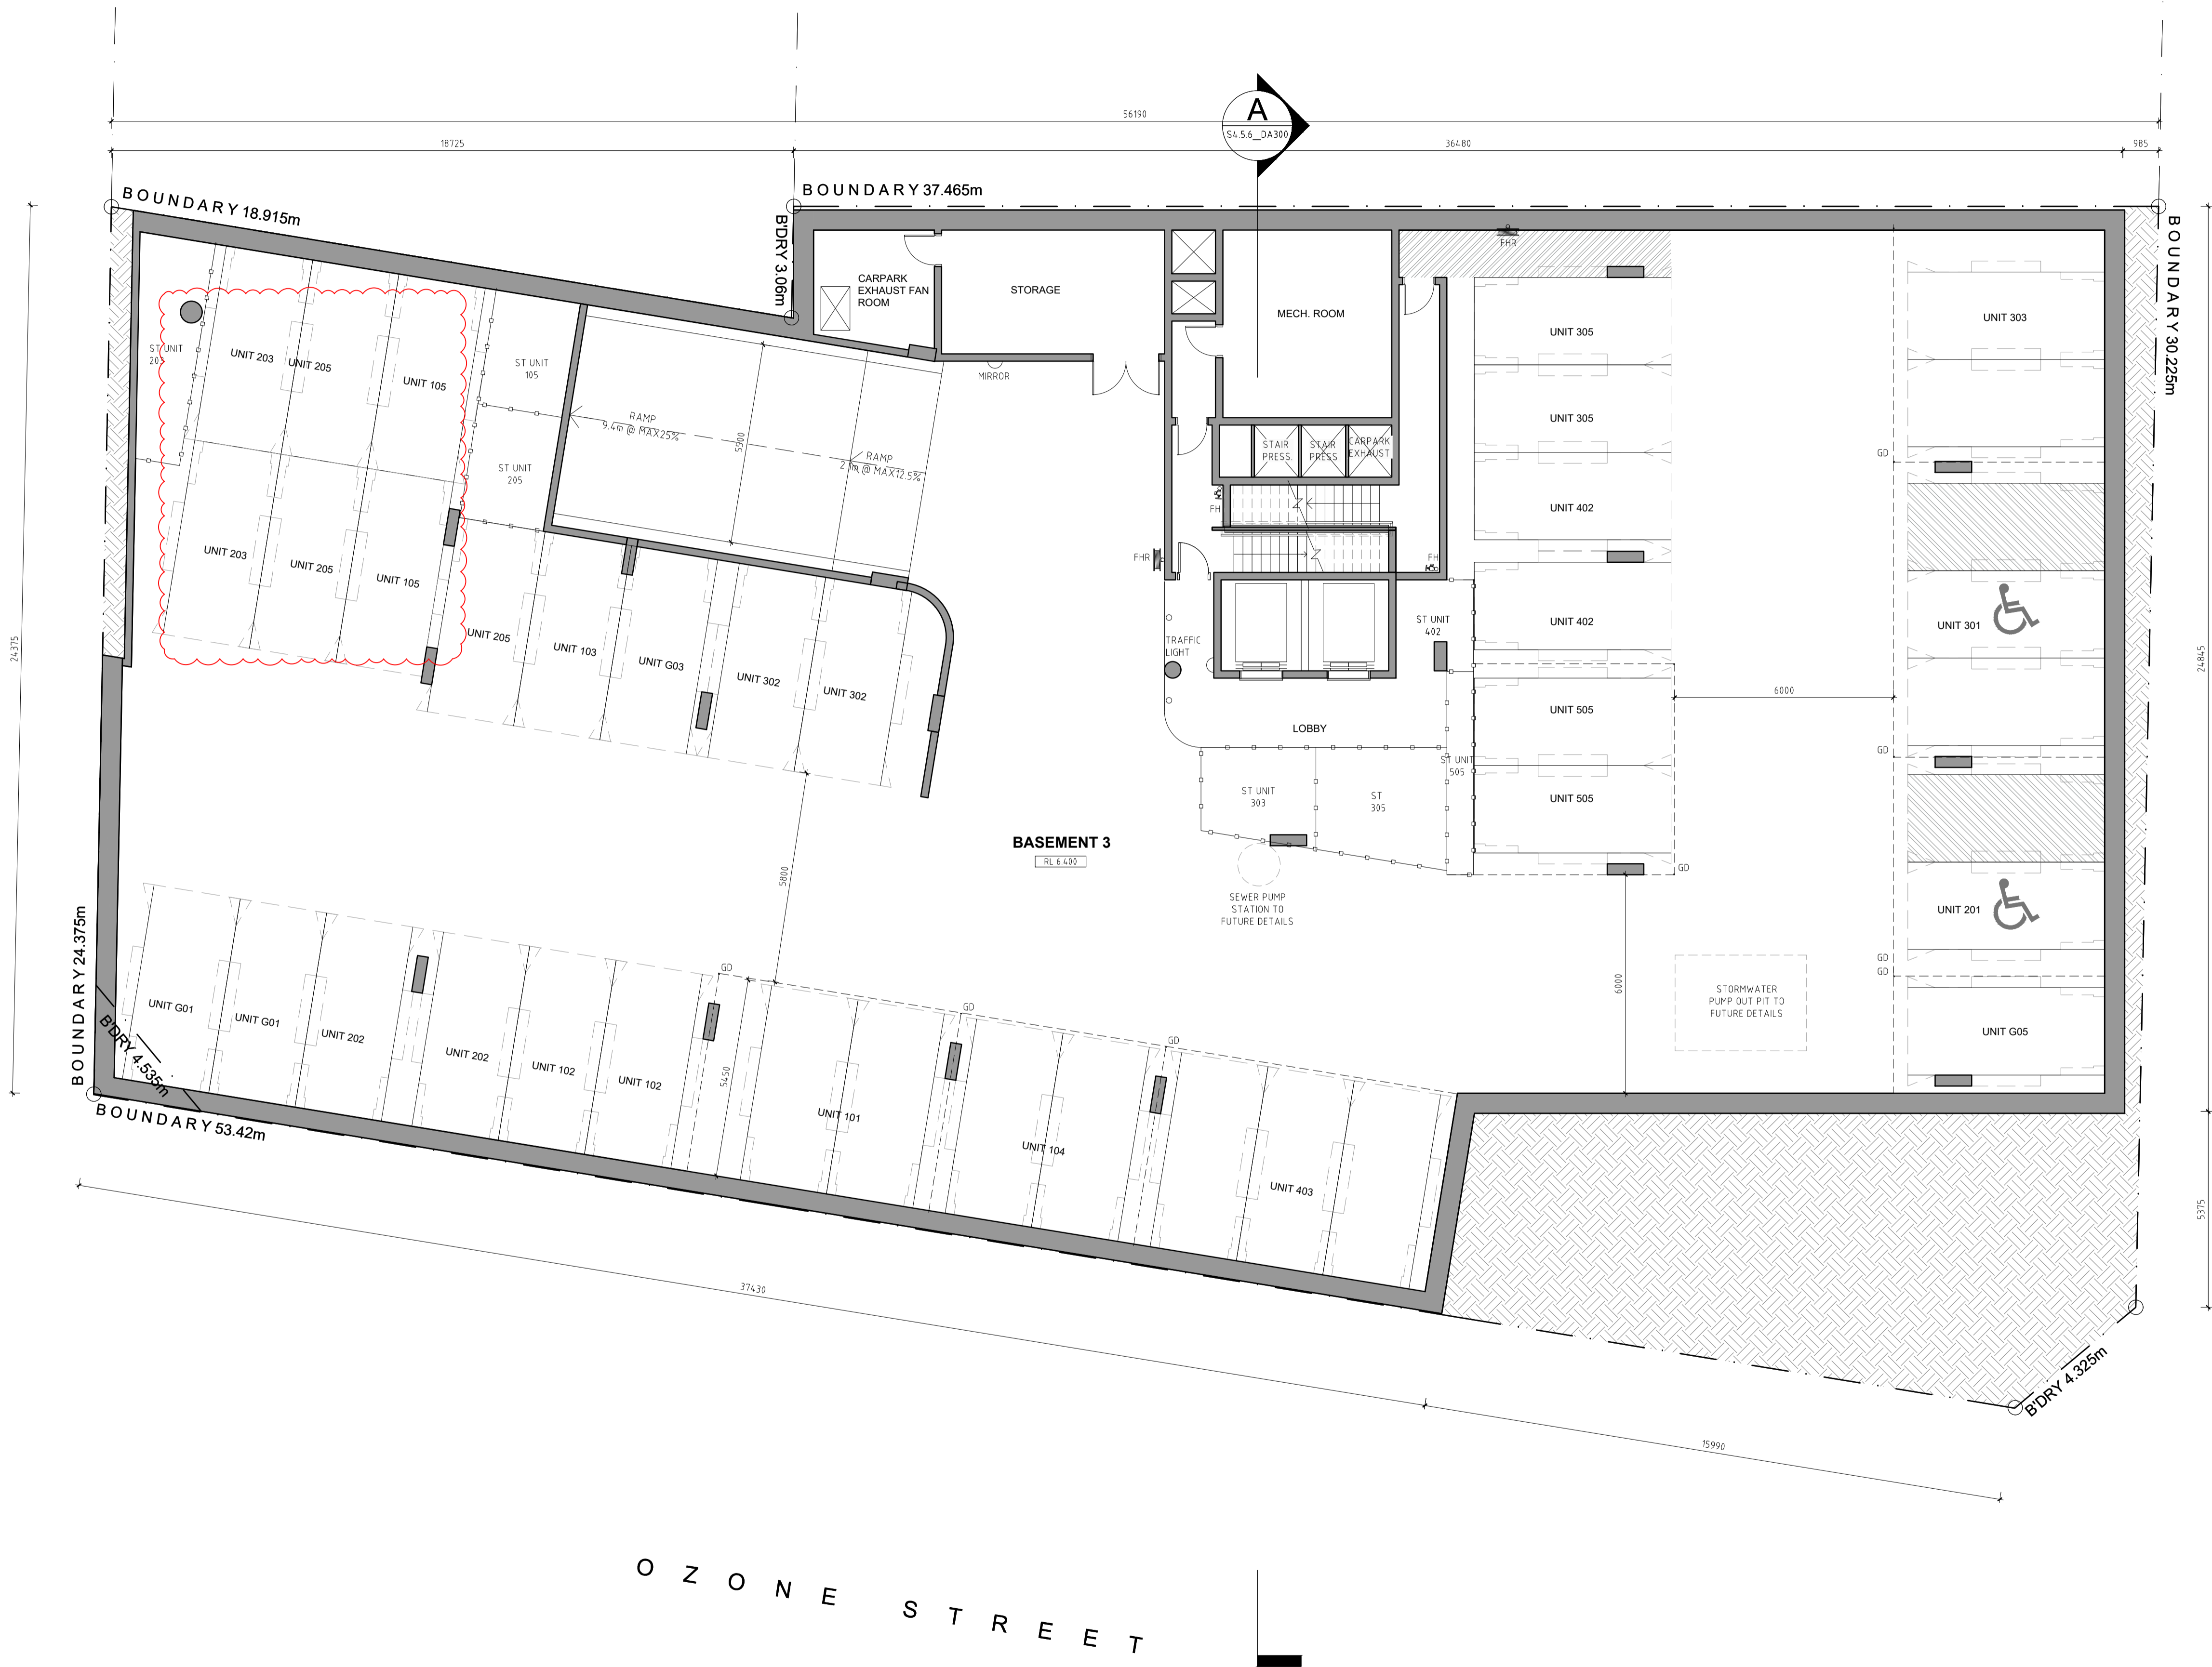 56190
A
S4.5.6_DA300
18725
36480
985
BOUNDARY 18.915m
BOUNDARY 37.465m
B'DRY 3.06m
BOUNDARY 30.225m
FHR
CARPARK
EXHAUST FAN
ROOM
STORAGE
MECH. ROOM
UNIT 303
UNIT 305
ST UNIT
UNIT 203
UNIT 205
UNIT 105
ST UNIT
105
MIRROR
RAMP
9.4m @ MAX25%
5500
RAMP
2.1m @ MAX12.5%
UNIT 305
STAIR
PRESS.
STAIR
PRESS.
CARPARK
EXHAUST
GD
ST UNIT
205
UNIT 402
FH
UNIT 203
UNIT 205
UNIT 105
FHR
FH
24375
UNIT 205
UNIT 103
UNIT G03
UNIT 302
UNIT 302
TRAFFIC
LIGHT
ST UNIT
402
UNIT 402
UNIT 301
24845
6000
LOBBY
UNIT 505
GD
ST UNIT
505
ST UNIT
303
ST
305
UNIT 505
BASEMENT 3
RL 6.400
5800
GD
SEWER PUMP
STATION TO
FUTURE DETAILS
UNIT 201
BOUNDARY 24.375m
GD
GD
GD
6000
STORMWATER
PUMP OUT PIT TO
FUTURE DETAILS
UNIT G05
UNIT G01
UNIT G01
UNIT 202
UNIT 202
UNIT 102
UNIT 102
5450
GD
GD
UNIT 101
UNIT 104
UNIT 403
B'DRY 4.535m
BOUNDARY 53.42m
5375
37430
B'DRY 4.325m
15990
OZONE STREET